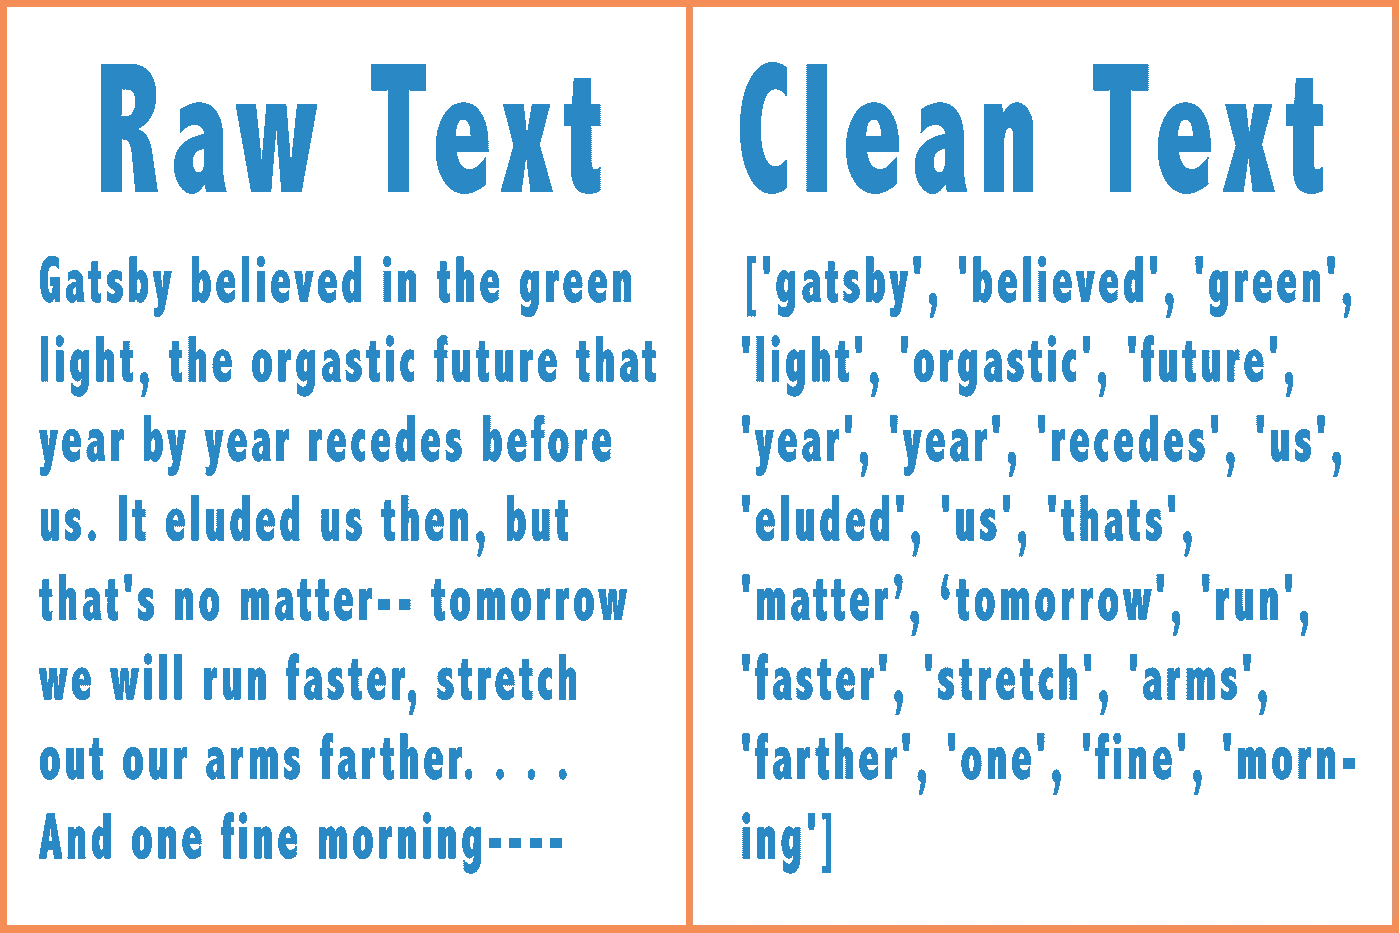 Raw Text
Gatsby believed in the green
light, the orgastic future that
year by year recedes before
us. It eluded us then, but
that's no matter-- tomorrow
we will run faster, stretch
out our arms farther. . . .
And one fine morning----
Clean Text
['gatsby', 'believed', 'green',
'light', 'orgastic', 'future',
'year', 'year', 'recedes', 'us',
'eluded', 'us', 'thats',
'matter’, ‘tomorrow', 'run',
'faster', 'stretch', 'arms',
'farther', 'one', 'fine', 'morn-
ing']